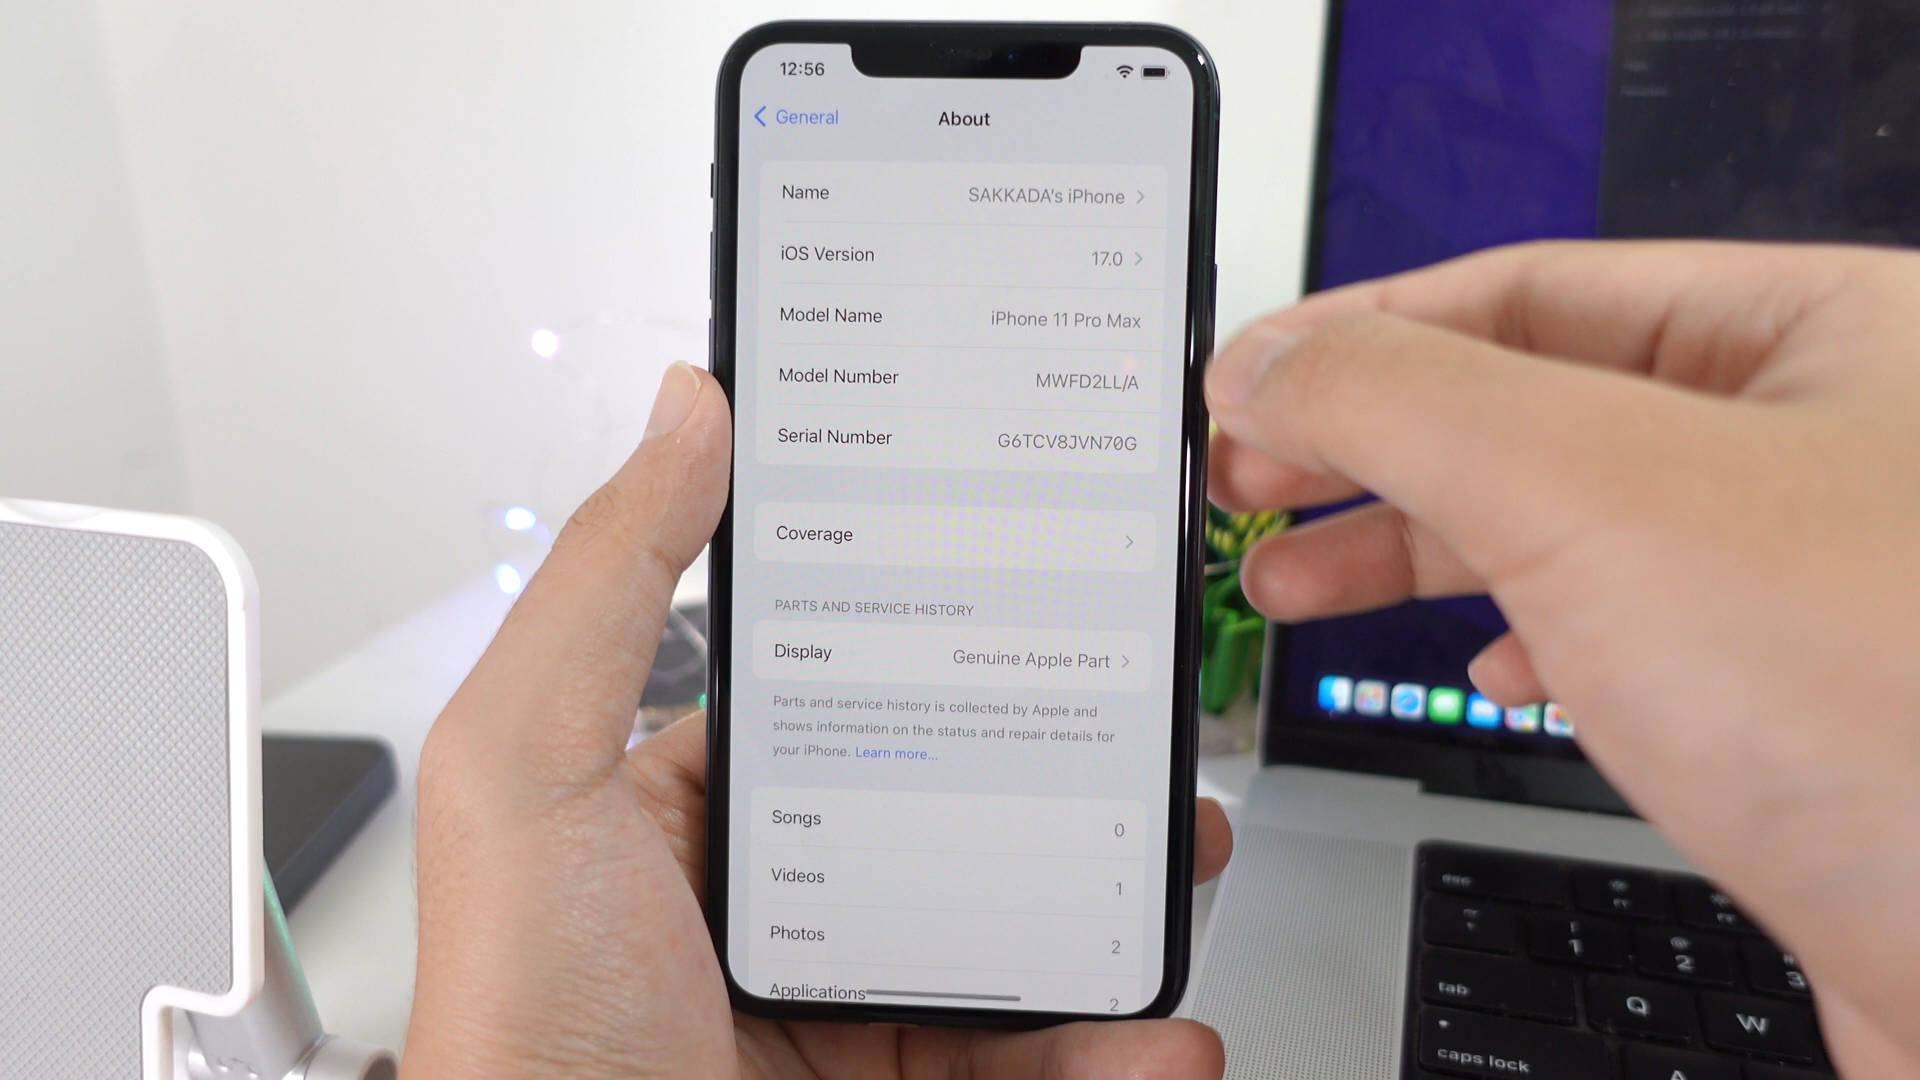 12:56
General
About
Name SAKKADA's iPhone
iOS Version 17.0
Model Name iPhone 11 Pro Max
Model Number MWFD2LL/A
Serial Number G6TCV8JVN70G
Coverage
PARTS AND SERVICE HISTORY
Display Genuine Apple Part
Parts and service history is collected by Apple and
shows information on the status and repair details for
your iPhone. Learn more...
Songs 0
Videos 1
Photos 2
Applications 2
esc
1
@
2
3
tab
Q
W
caps lock
A